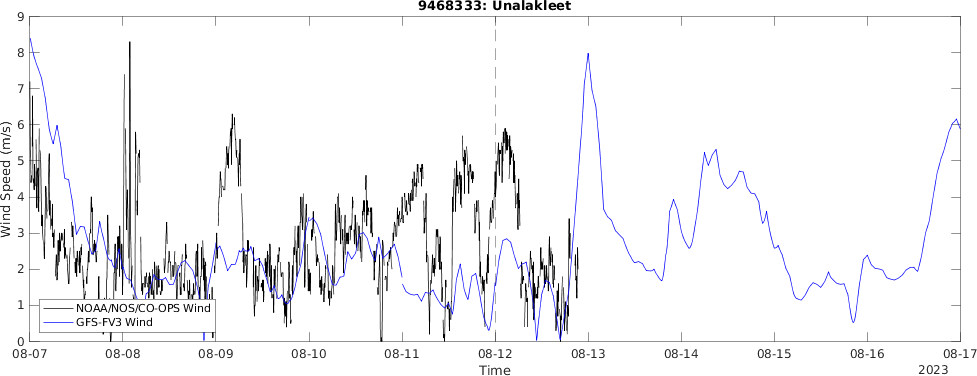 9468333: Unalakleet
Wind Speed (m/s)
9
8
7
6
5
4
3
2
1
0
NOAA/NOS/CO-OPS Wind
GFS-FV3 Wind
08-07 08-08 08-09 08-10 08-11 08-12 08-13 08-14 08-15 08-16 08-17
Time
2023